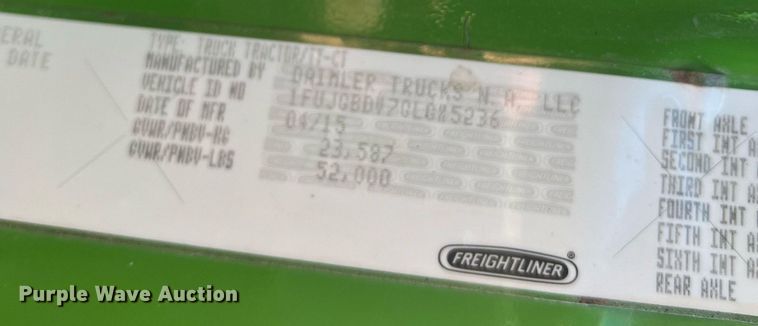 ERAL
DATE
TYPE: TRUCK TRACTOR/TT-CT
MANUFACTURED BY DAIMLER TRUCKS N.A. LLC
VEHICLE ID NO
DATE OF MFR 04/15
GVWR/PNBV-KG 23,587
GVWR/PNBV-LBS 52,000
FRONT AXLE
FIRST INT A
SECOND INT
THIRD INT A
FOURTH INT
FIFTH INT A
SIXTH INT A
REAR AXLE
FREIGHTLINER®
Purple Wave Auction